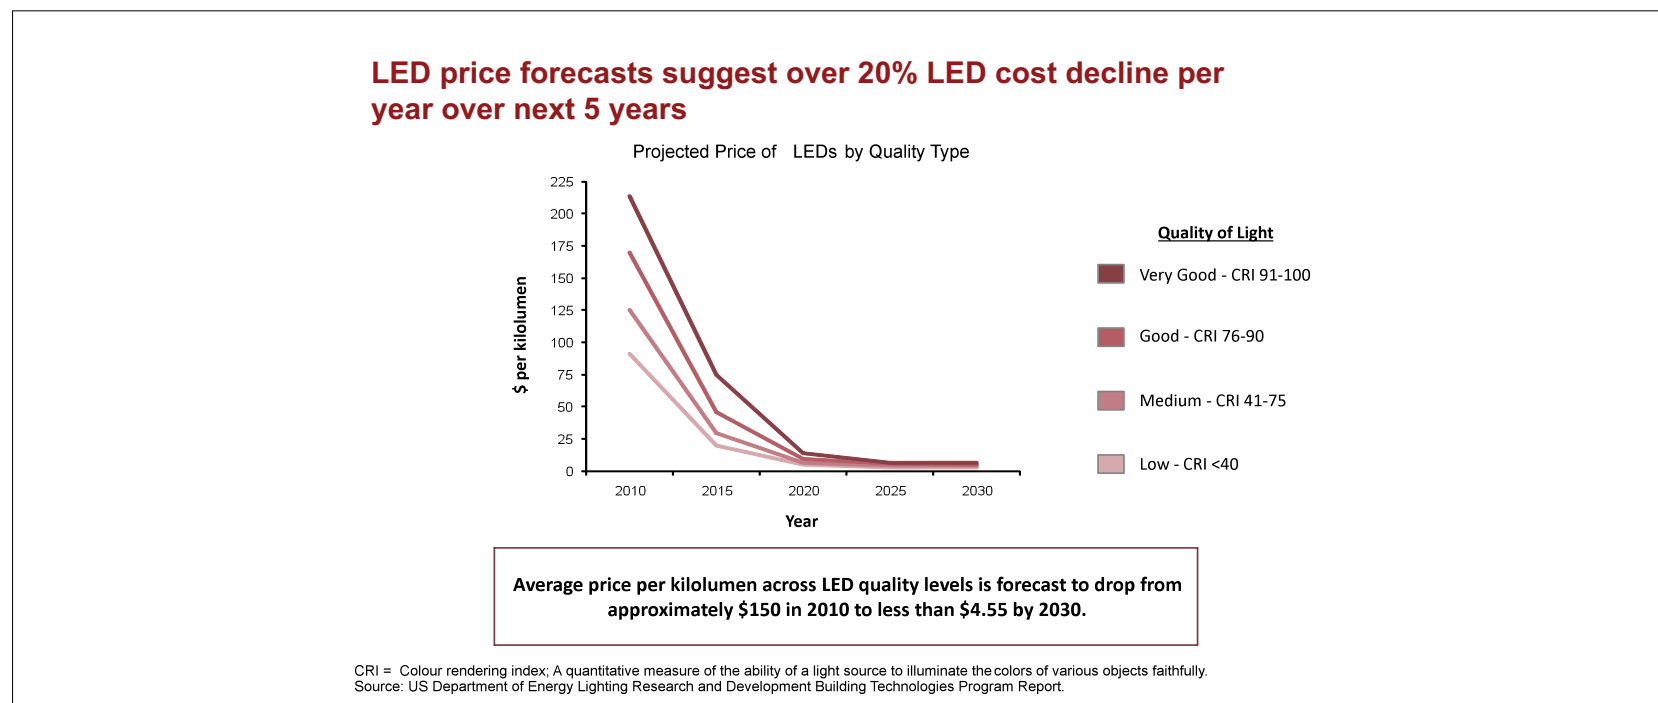 LED price forecasts suggest over 20% LED cost decline per
year over next 5 years
Projected Price of LEDs by Quality Type
225
200
175
150
125
100
75
50
25
0
$ per kilolumen
2010 2015 2020 2025 2030
Year
Quality of Light
Very Good - CRI 91-100
Good - CRI 76-90
Medium - CRI 41-75
Low - CRI <40
Average price per kilolumen across LED quality levels is forecast to drop from
approximately $150 in 2010 to less than $4.55 by 2030.
CRI = Colour rendering index; A quantitative measure of the ability of a light source to illuminate the colors of various objects faithfully.
Source: US Department of Energy Lighting Research and Development Building Technologies Program Report.